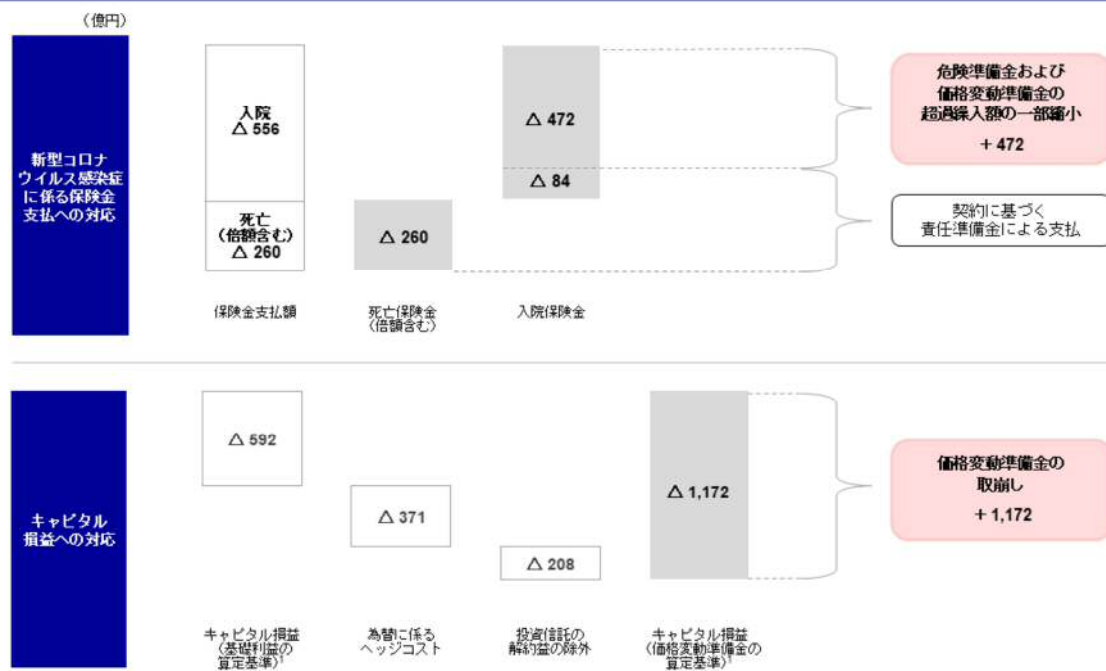 （億円）
新型コロナ
ウイルス感染症
に係る保険金
支払への対応
入院
△ 556
死亡
（倍額含む）
△ 260
△ 260
△ 472
△ 84
危険準備金および
価格変動準備金の
超過繰入額の一部縮小
＋472
契約に基づく
責任準備金による支払
保険金支払額
死亡保険金
（倍額含む）
入院保険金
キャピタル
損益への対応
△ 592
△ 371
△ 208
△ 1,172
価格変動準備金の
取崩し
＋1,172
キャピタル損益
（基礎利益の
算定基準）1
為替に係る
ヘッジコスト
投資信託の
解約益の除外
キャピタル損益
（価格変動準備金の
算定基準）1